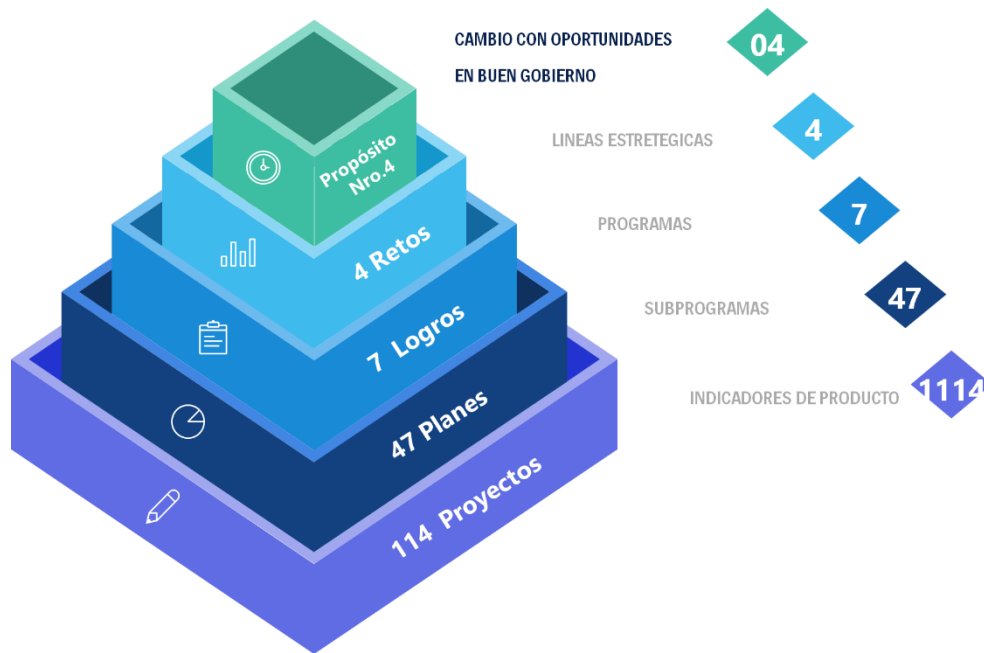 CAMBIO CON OPORTUNIDADES
EN BUEN GOBIERNO
04
LINEAS ESTRETEGICAS
4
PROGRAMAS
7
SUBPROGRAMAS
47
INDICADORES DE PRODUCTO
1114
Propósito
Nro.4
4 Retos
7 Logros
47 Planes
114 Proyectos